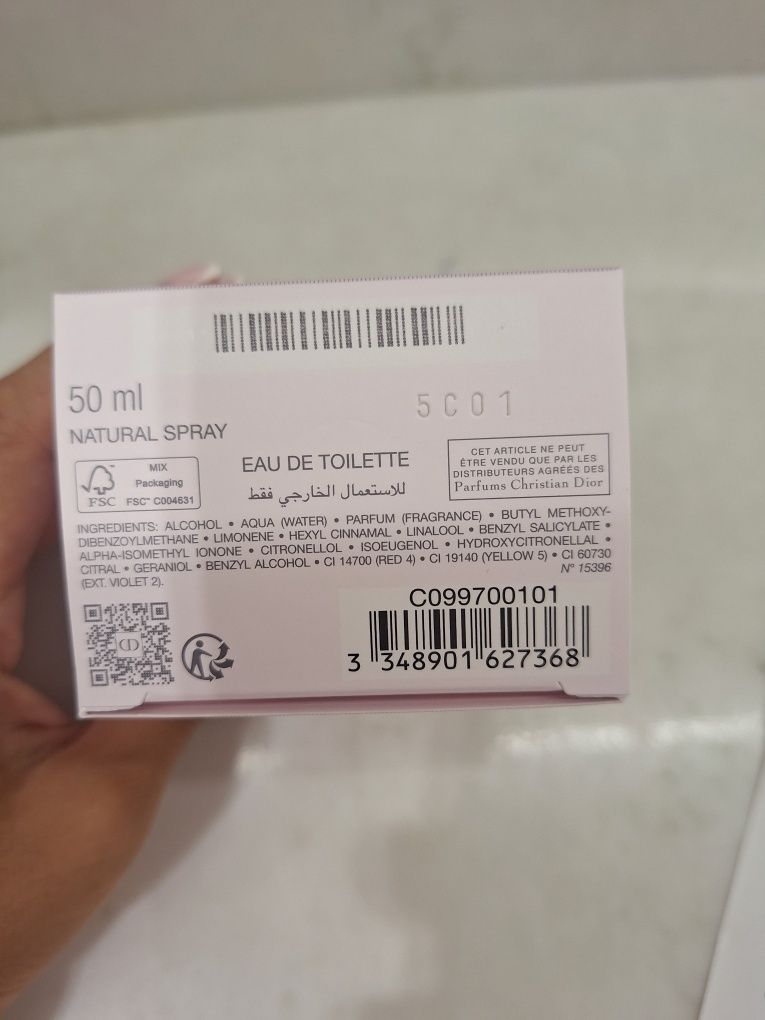 50 ml
5C01
NATURAL SPRAY
FSC
MIX
Packaging
FSC™ C004631
EAU DE TOILETTE
للاستعمال الخارجي فقط
CET ARTICLE NE PEUT
ÊTRE VENDU QUE PAR LES
DISTRIBUTEURS AGRÉÉS DES
Parfums Christian Dior
INGREDIENTS: ALCOHOL • AQUA (WATER) • PARFUM (FRAGRANCE) • BUTYL METHOXY-
DIBENZOYLMETHANE • LIMONENE • HEXYL CINNAMAL • LINALOOL • BENZYL SALICYLATE •
ALPHA-ISOMETHYL IONONE • CITRONELLOL • ISOEUGENOL • HYDROXYCITRONELLAL •
CITRAL • GERANIOL • BENZYL ALCOHOL • CI 14700 (RED 4) • CI 19140 (YELLOW 5) • CI 60730
(EXT. VIOLET 2).
N° 15396
CD
C099700101
3 348901 627368